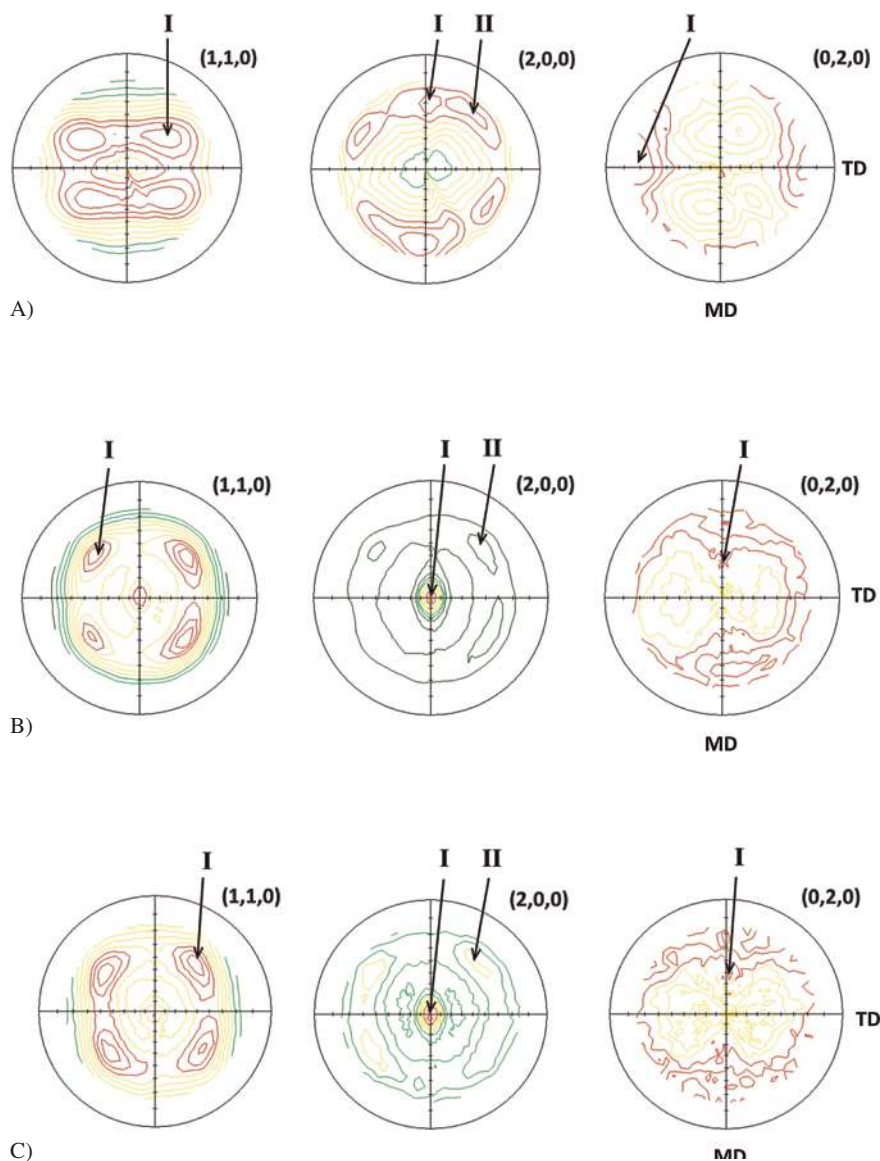 I I II I
(1,1,0) (2,0,0) (0,2,0)
TD
A) MD
I I II I
(1,1,0) (2,0,0) (0,2,0)
TD
B) MD
I I II I
(1,1,0) (2,0,0) (0,2,0)
TD
C) MD